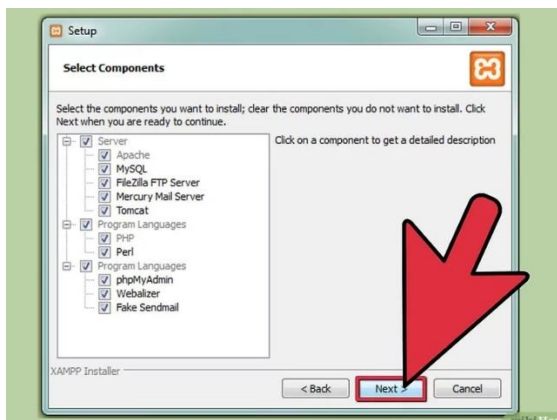 Setup
Select Components
Select the components you want to install; clear the components you do not want to install. Click
Next when you are ready to continue.
Server
Apache
MySQL
FileZilla FTP Server
Mercury Mail Server
Tomcat
Program Languages
PHP
Perl
Program Languages
phpMyAdmin
Webalizer
Fake Sendmail
Click on a component to get a detailed description
XAMPP Installer
< Back
Next >
Cancel